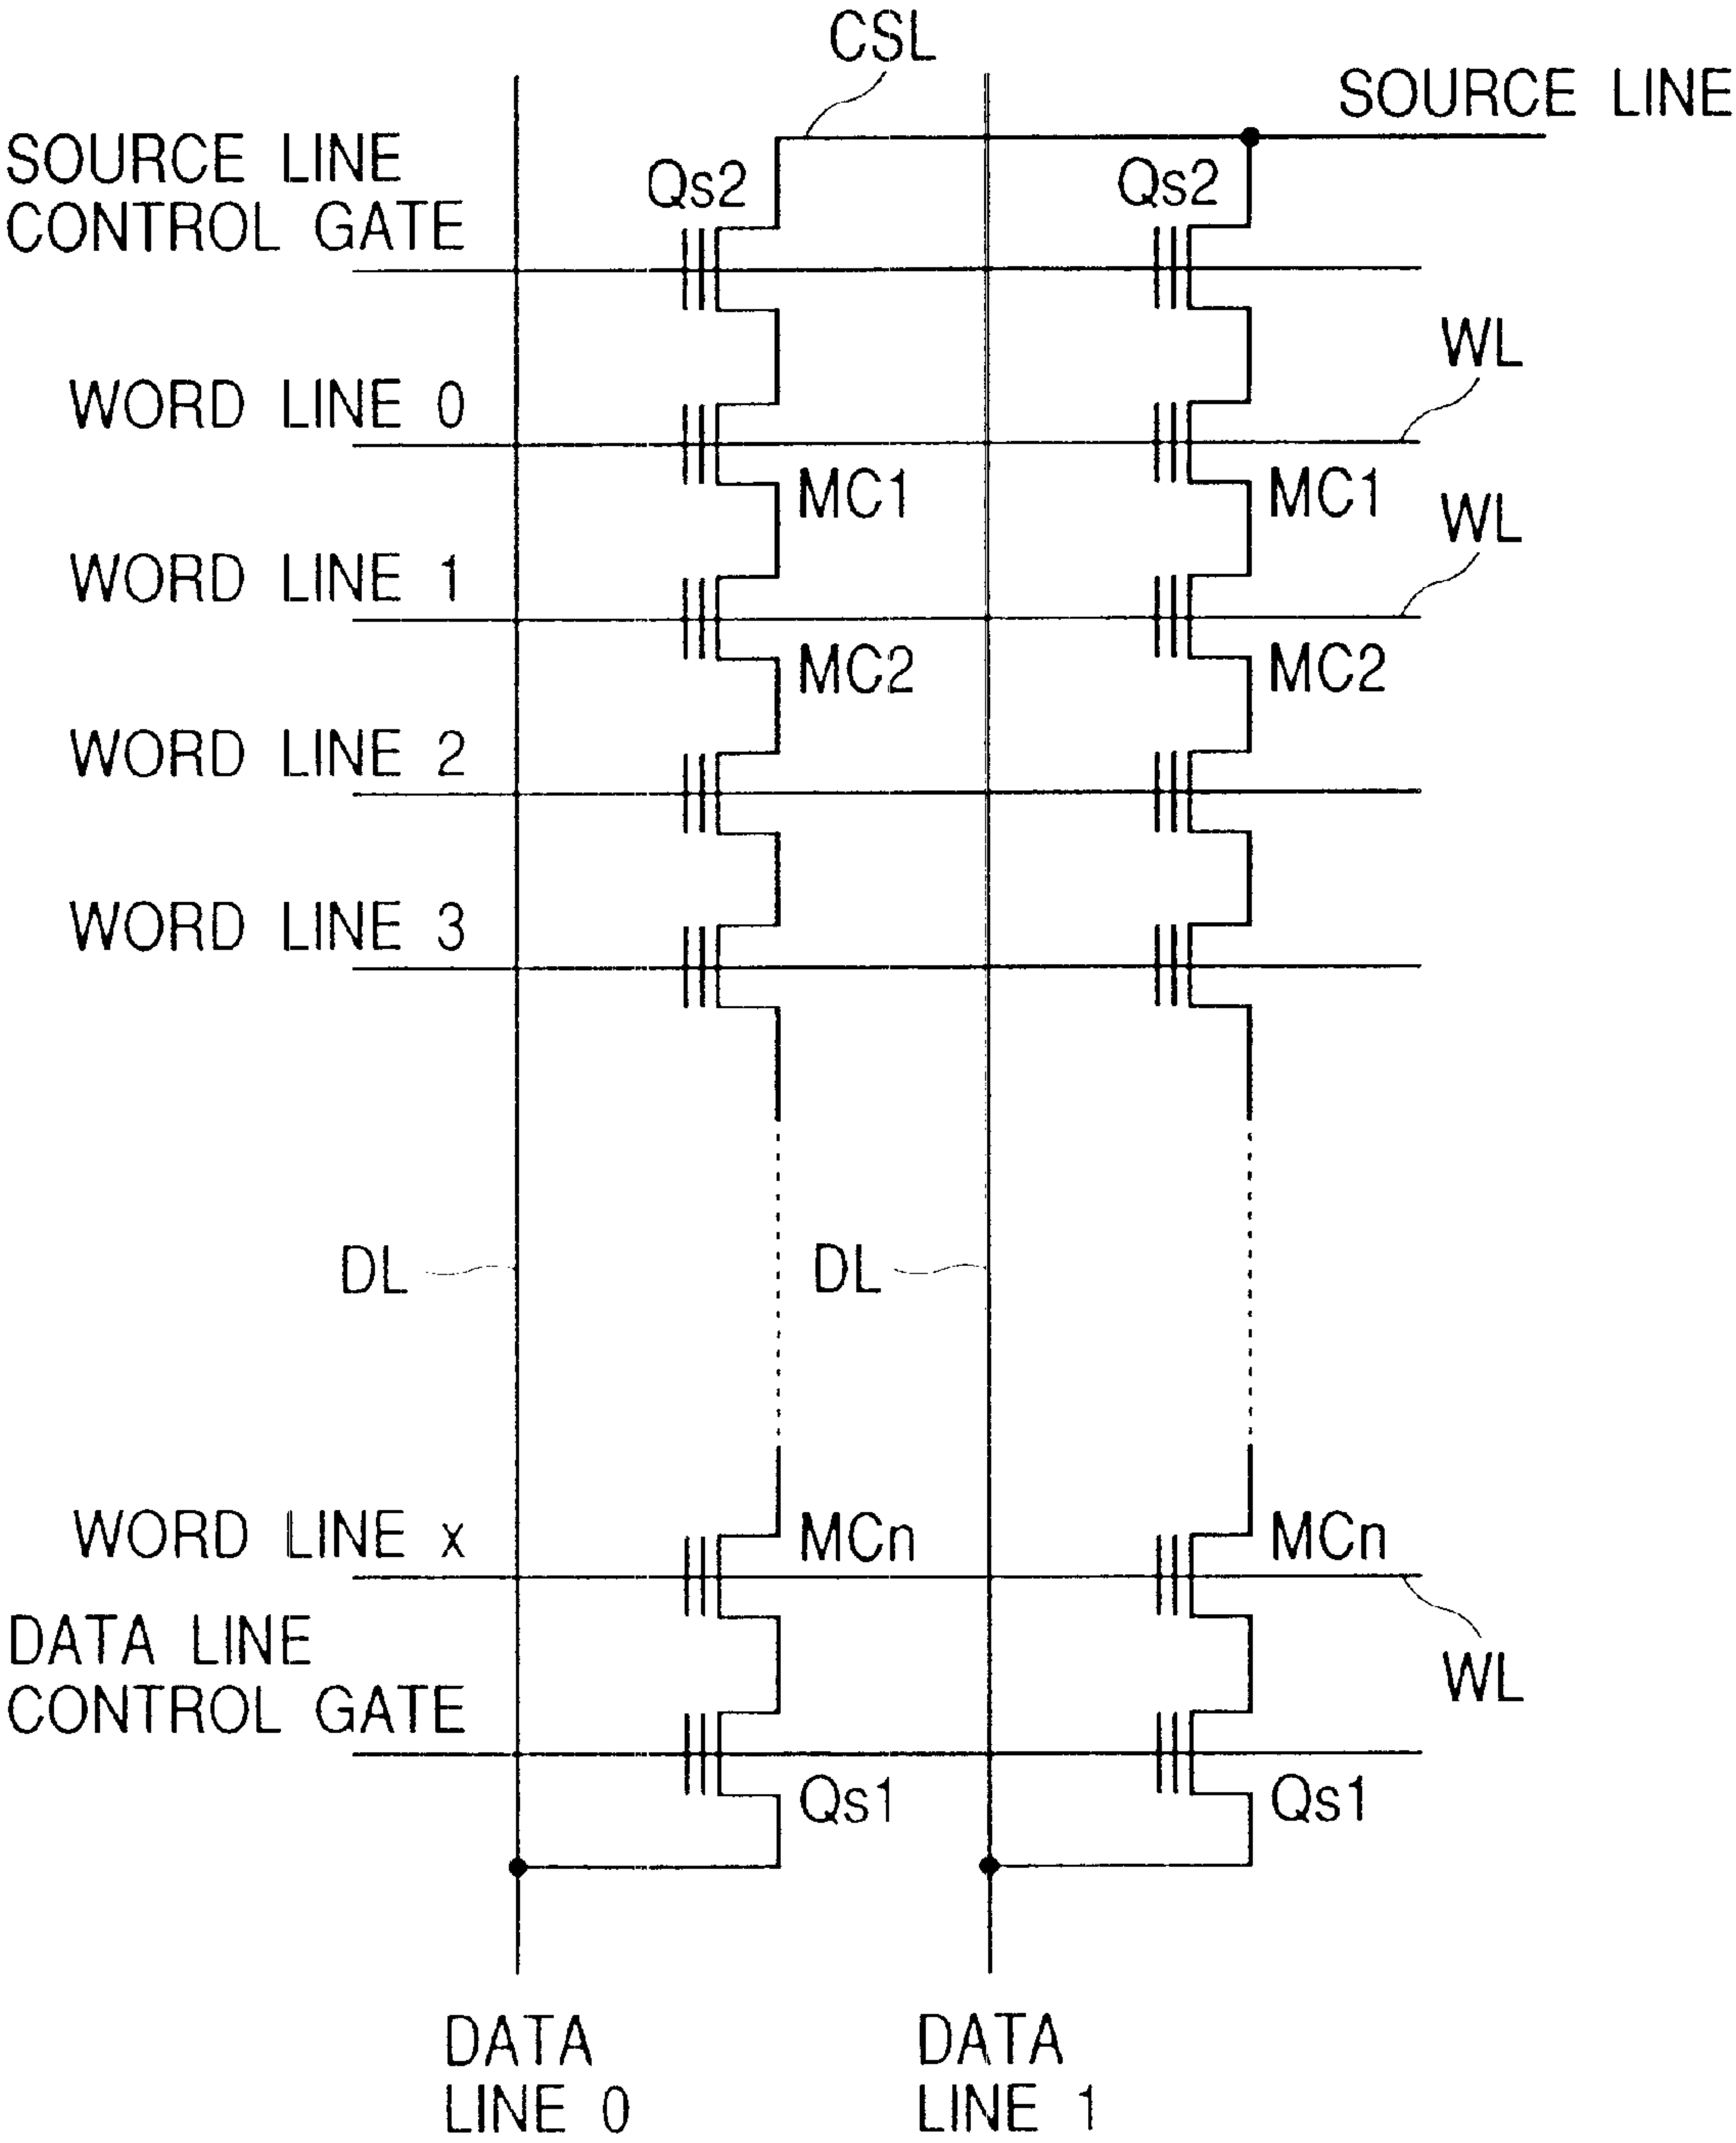 CSL
SOURCE LINE
SOURCE LINE
CONTROL GATE
Qs2
Qs2
WL
WORD LINE 0
MC1
MC1
WL
WORD LINE 1
MC2
MC2
WORD LINE 2
WORD LINE 3
DL
DL
WORD LINE x
MCn
MCn
DATA LINE
CONTROL GATE
WL
Qs1
Qs1
DATA
LINE 0
DATA
LINE 1